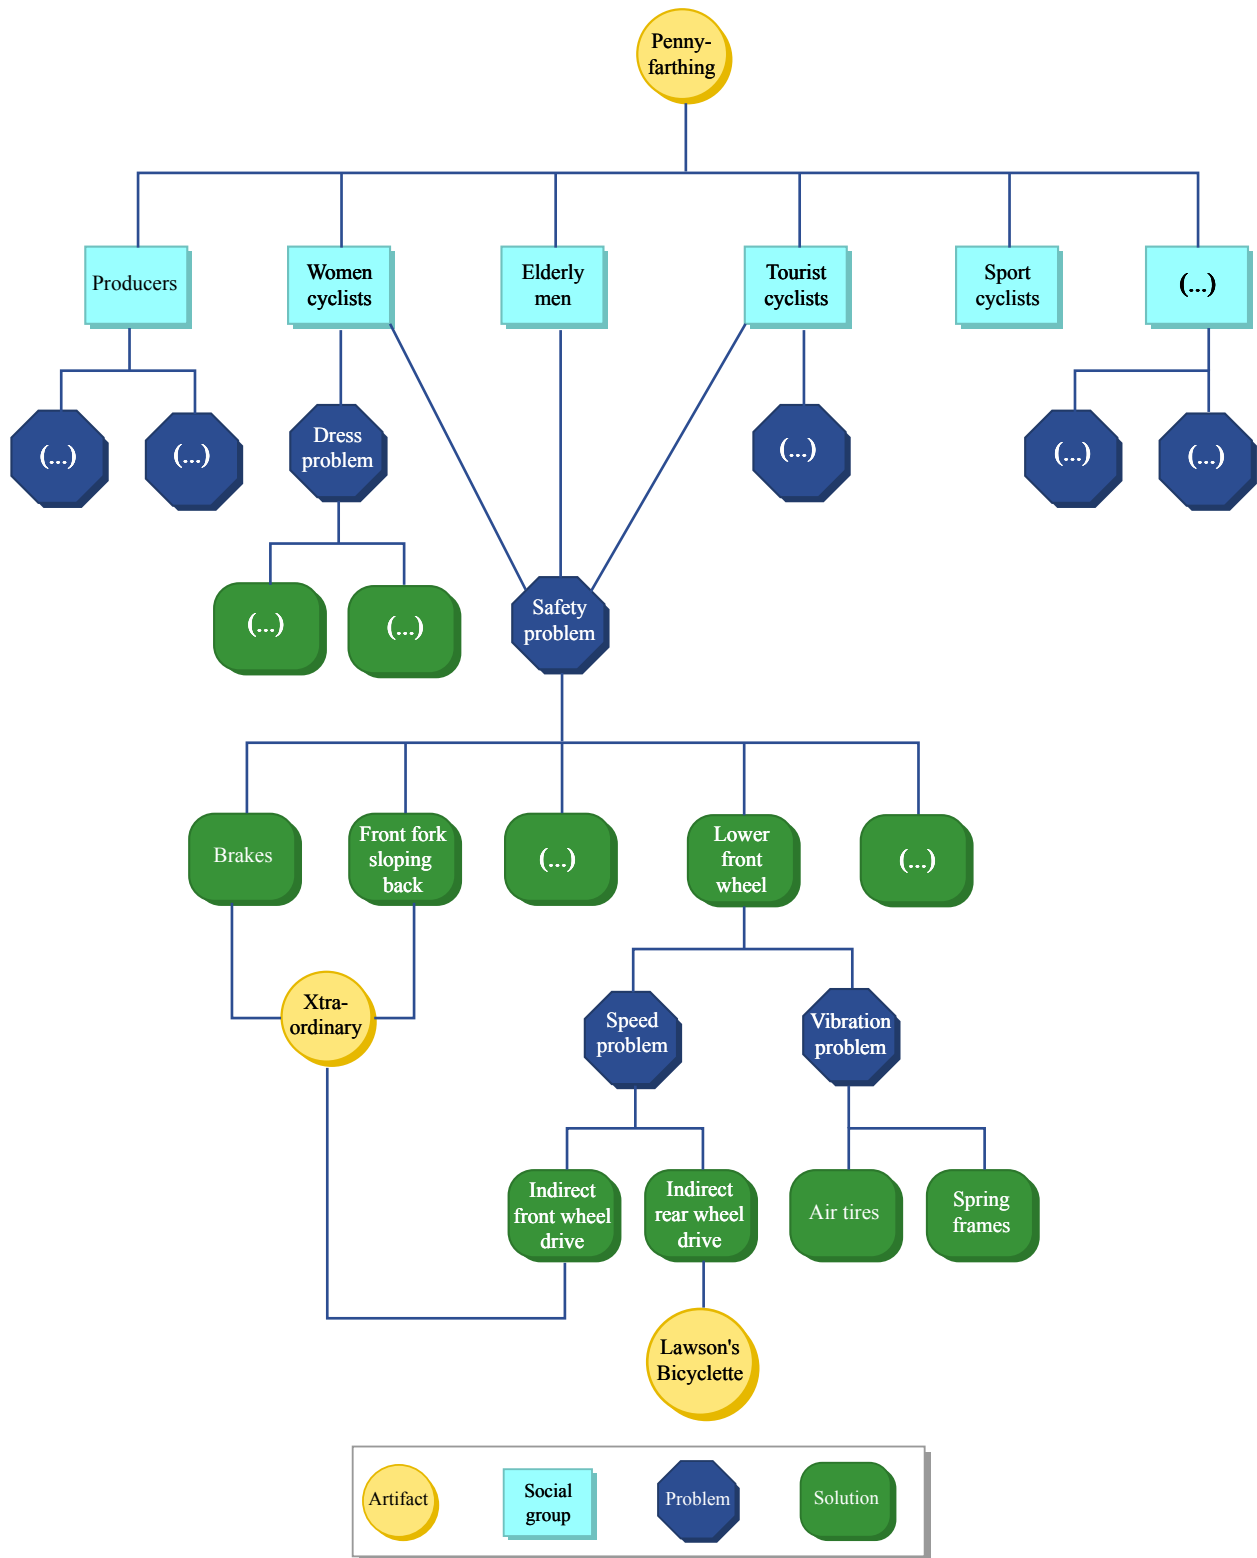 Penny-
farthing
Producers
Women
cyclists
Elderly
men
Tourist
cyclists
Sport
cyclists
(...)
(...)
(...)
Dress
problem
(...)
(...)
(...)
(...)
(...)
Safety
problem
Brakes
Front fork
sloping
back
(...)
Lower
front
wheel
(...)
Xtra-
ordinary
Speed
problem
Vibration
problem
Indirect
front wheel
drive
Indirect
rear wheel
drive
Air tires
Spring
frames
Lawson's
Bicyclette
Artifact
Social
group
Problem
Solution